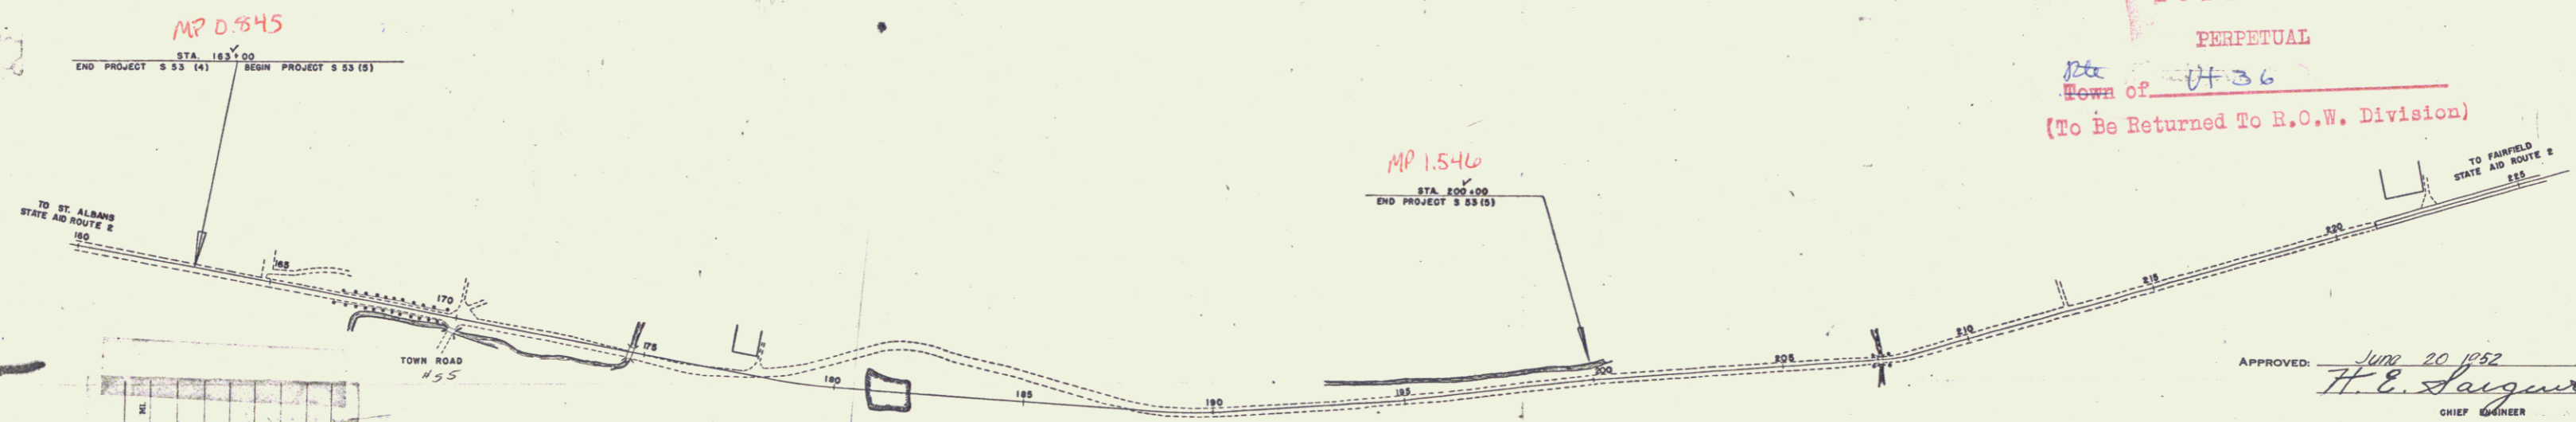 MP 0.845
STA. 163+00
END PROJECT S 53 (4) BEGIN PROJECT S 53 (5)
PERPETUAL
Rte
Town of VT 36
(To Be Returned To R.O.W. Division)
MP 1.546
STA. 200+00
END PROJECT S 53 (5)
TO FAIRFIELD
STATE AID ROUTE 2
TO ST. ALBANS
STATE AID ROUTE 2
160
165
170
175
180
185
190
195
200
205
210
215
220
225
TOWN ROAD
#55
MI.
APPROVED: June 20 1952
H. E. Sargent
CHIEF ENGINEER